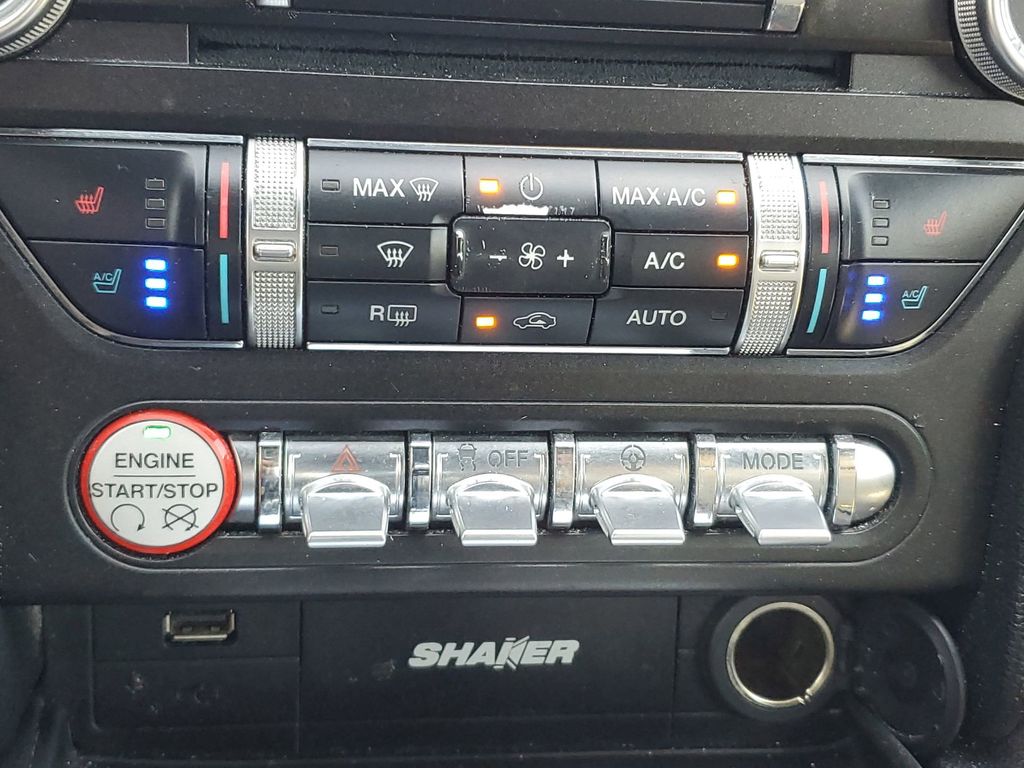 MAX
MAX A/C
A/C
- +
A/C
A/C
R
AUTO
ENGINE
START/STOP
OFF
MODE
SHAKER